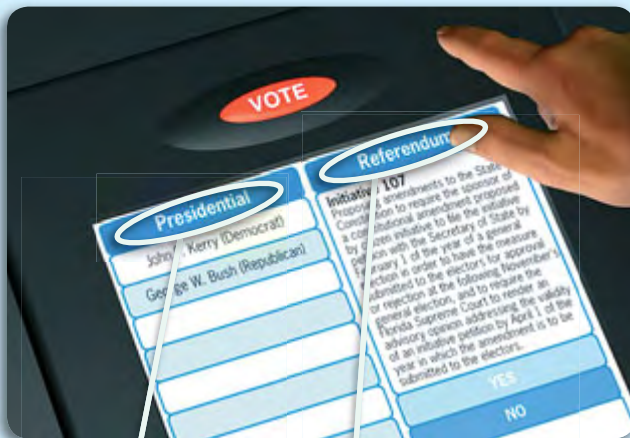 VOTE
Presidential
John Kerry (Democrat)
George W. Bush (Republican)
Referendum
Initiative 107
Proposed amendments to the State
Constitution to require the sponsor of
a constitutional amendment proposed
by citizen initiative to file the initiative
petition with the Secretary of State by
February 1 of the year of a general
election in order to have the measure
submitted to the electors for approval
or rejection at the following November's
general election, and to require the
Florida Supreme Court to render an
advisory opinion addressing the validity
of an initiative petition by April 1 of the
year in which the amendment is to be
submitted to the electors.
YES
NO